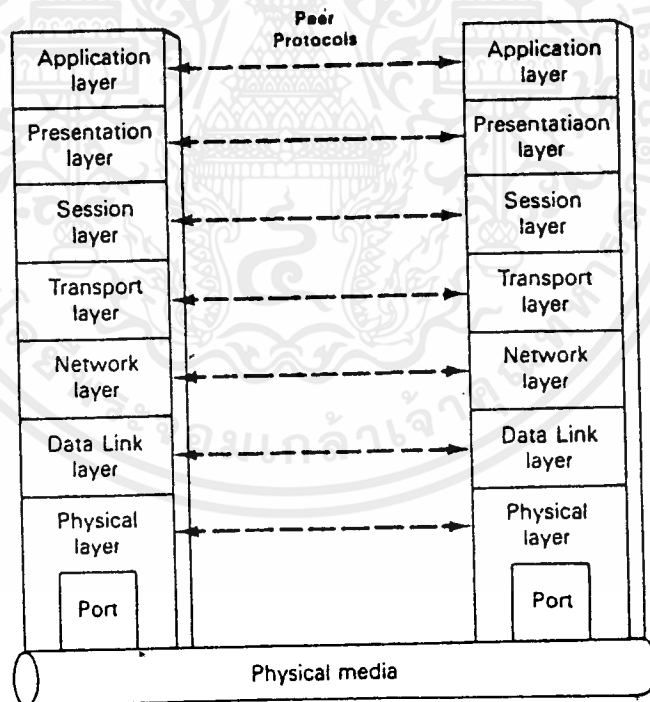 Peer
Protocols
Application
layer
Application
layer
Presentation
layer
Presentatiaon
layer
Session
layer
Session
layer
Transport
layer
Transport
layer
Network
layer
Network
layer
Data Link
layer
Data Link
layer
Physical
layer
Physical
layer
Port
Port
Physical media